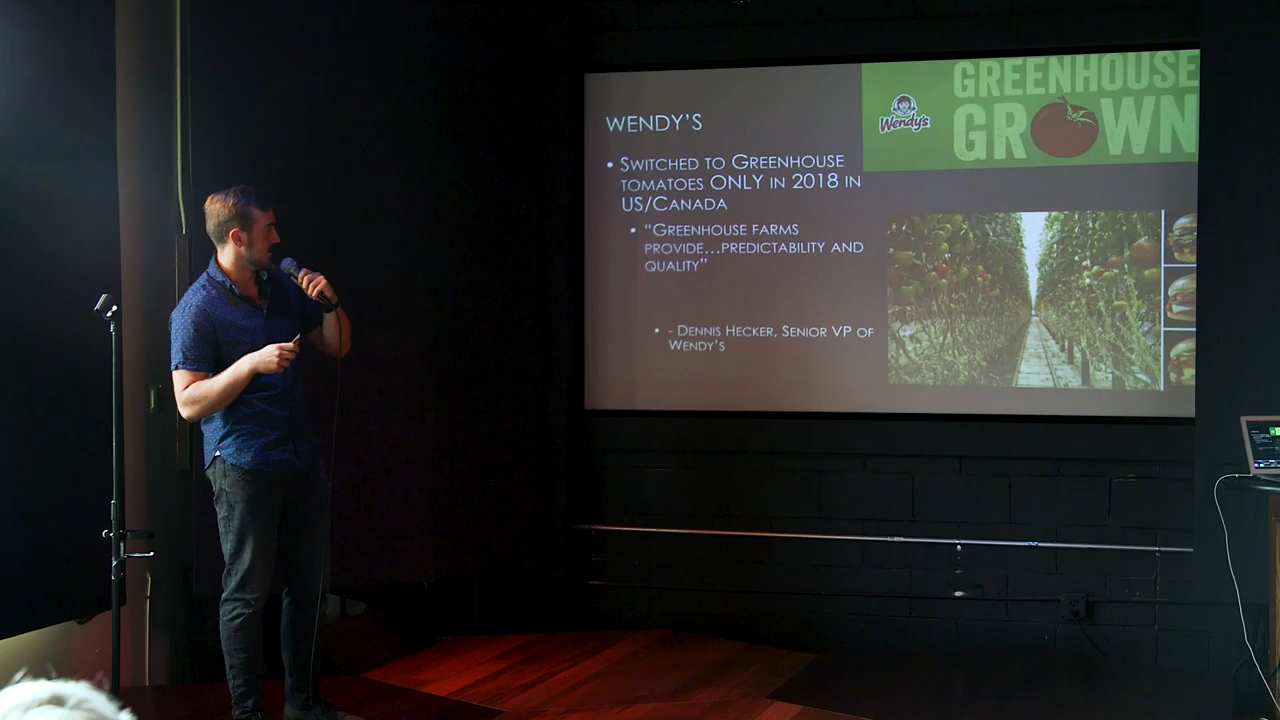 WENDY'S
• SWITCHED TO GREENHOUSE
TOMATOES ONLY IN 2018 IN
US/CANADA
• "GREENHOUSE FARMS
PROVIDE...PREDICTABILITY AND
QUALITY"
• - DENNIS HECKER, SENIOR VP OF
WENDY'S
Wendy's
GREENHOUSE
GROWN